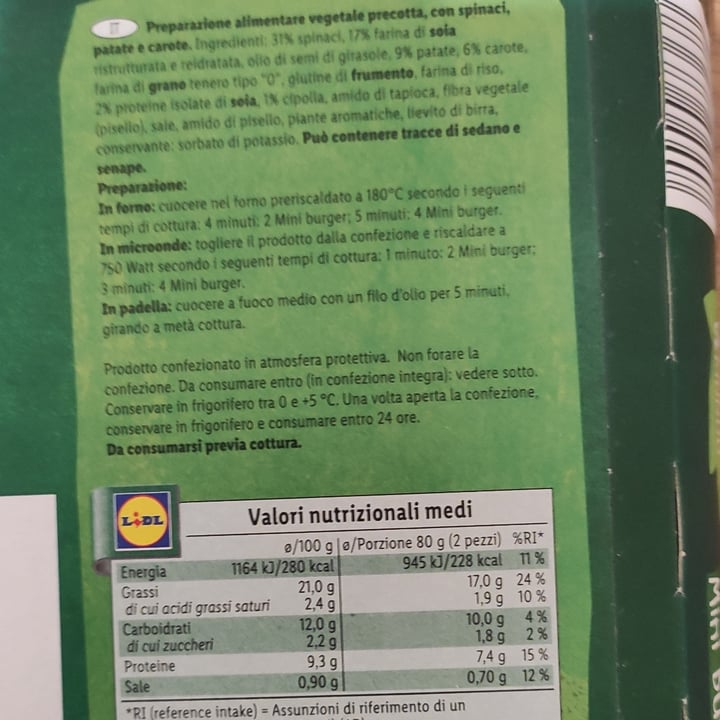 Preparazione alimentare vegetale precotta, con spinaci,
patate e carote. Ingredienti: 31% spinaci, 17% farina di soia
ristrutturata e reidratata, olio di semi di girasole, 9% patate, 6% carote,
farina di grano tenero tipo "0", glutine di frumento, farina di riso,
2% proteine isolate di soia, 1% cipolla, amido di tapioca, fibra vegetale
(pisello), sale, amido di pisello, piante aromatiche, lievito di birra,
conservante: sorbato di potassio. Può contenere tracce di sedano e
senape.
Preparazione:
In forno: cuocere nel forno preriscaldato a 180°C secondo i seguenti
tempi di cottura: 4 minuti: 2 Mini burger; 5 minuti: 4 Mini burger.
In microonde: togliere il prodotto dalla confezione e riscaldare a
750 Watt secondo i seguenti tempi di cottura: 1 minuto: 2 Mini burger;
3 minuti: 4 Mini burger.
In padella: cuocere a fuoco medio con un filo d'olio per 5 minuti,
girando a metà cottura.
Prodotto confezionato in atmosfera protettiva. Non forare la
confezione. Da consumare entro (in confezione integra): vedere sotto.
Conservare in frigorifero tra 0 e +5 °C. Una volta aperta la confezione,
conservare in frigorifero e consumare entro 24 ore.
Da consumarsi previa cottura.
LIDL
Valori nutrizionali medi
ø/100 g ø/Porzione 80 g (2 pezzi) %RI*
Energia 1164 kJ/280 kcal 945 kJ/228 kcal 11 %
Grassi 21,0 g 17,0 g 24 %
di cui acidi grassi saturi 2,4 g 1,9 g 10 %
Carboidrati 12,0 g 10,0 g 4 %
di cui zuccheri 2,2 g 1,8 g 2 %
Proteine 9,3 g 7,4 g 15 %
Sale 0,90 g 0,70 g 12 %
*RI (reference intake) = Assunzioni di riferimento di un